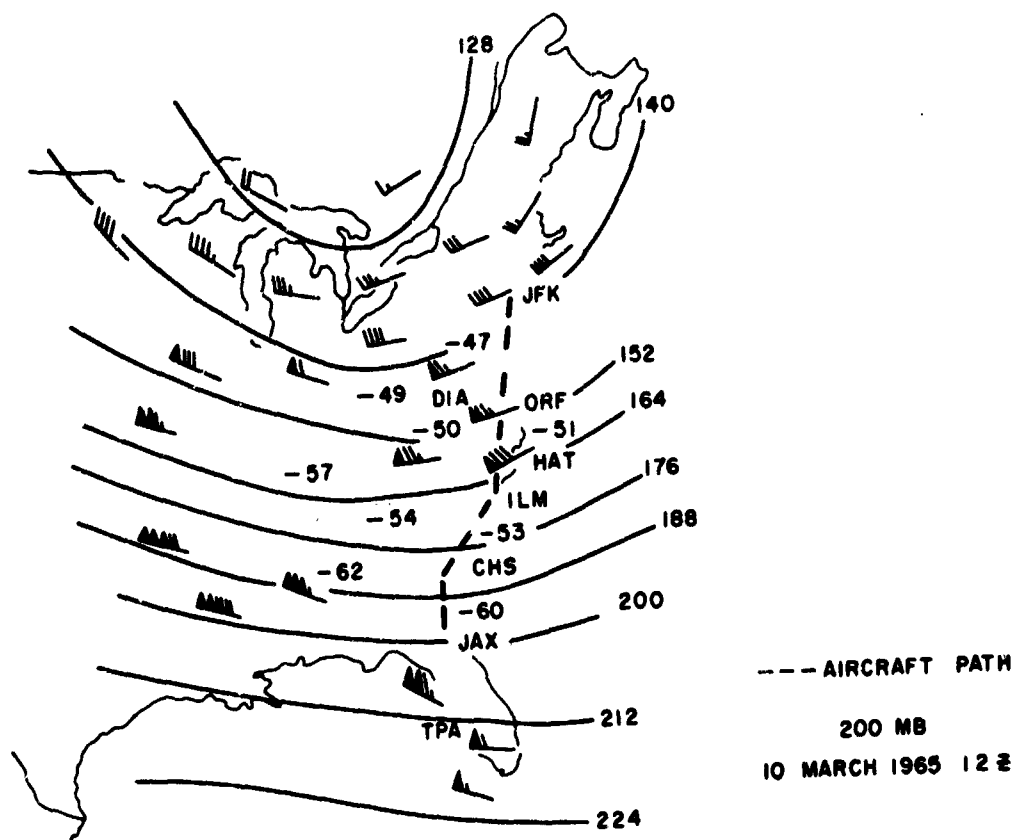 128
140
JFK
-47
152
-49
DIA
ORF
164
-50
-51
HAT
176
-57
ILM
-54
-53
188
CHS
-62
-60
200
JAX
---AIRCRAFT PATH
212
TPA
200 MB
10 MARCH 1965 12Z
224